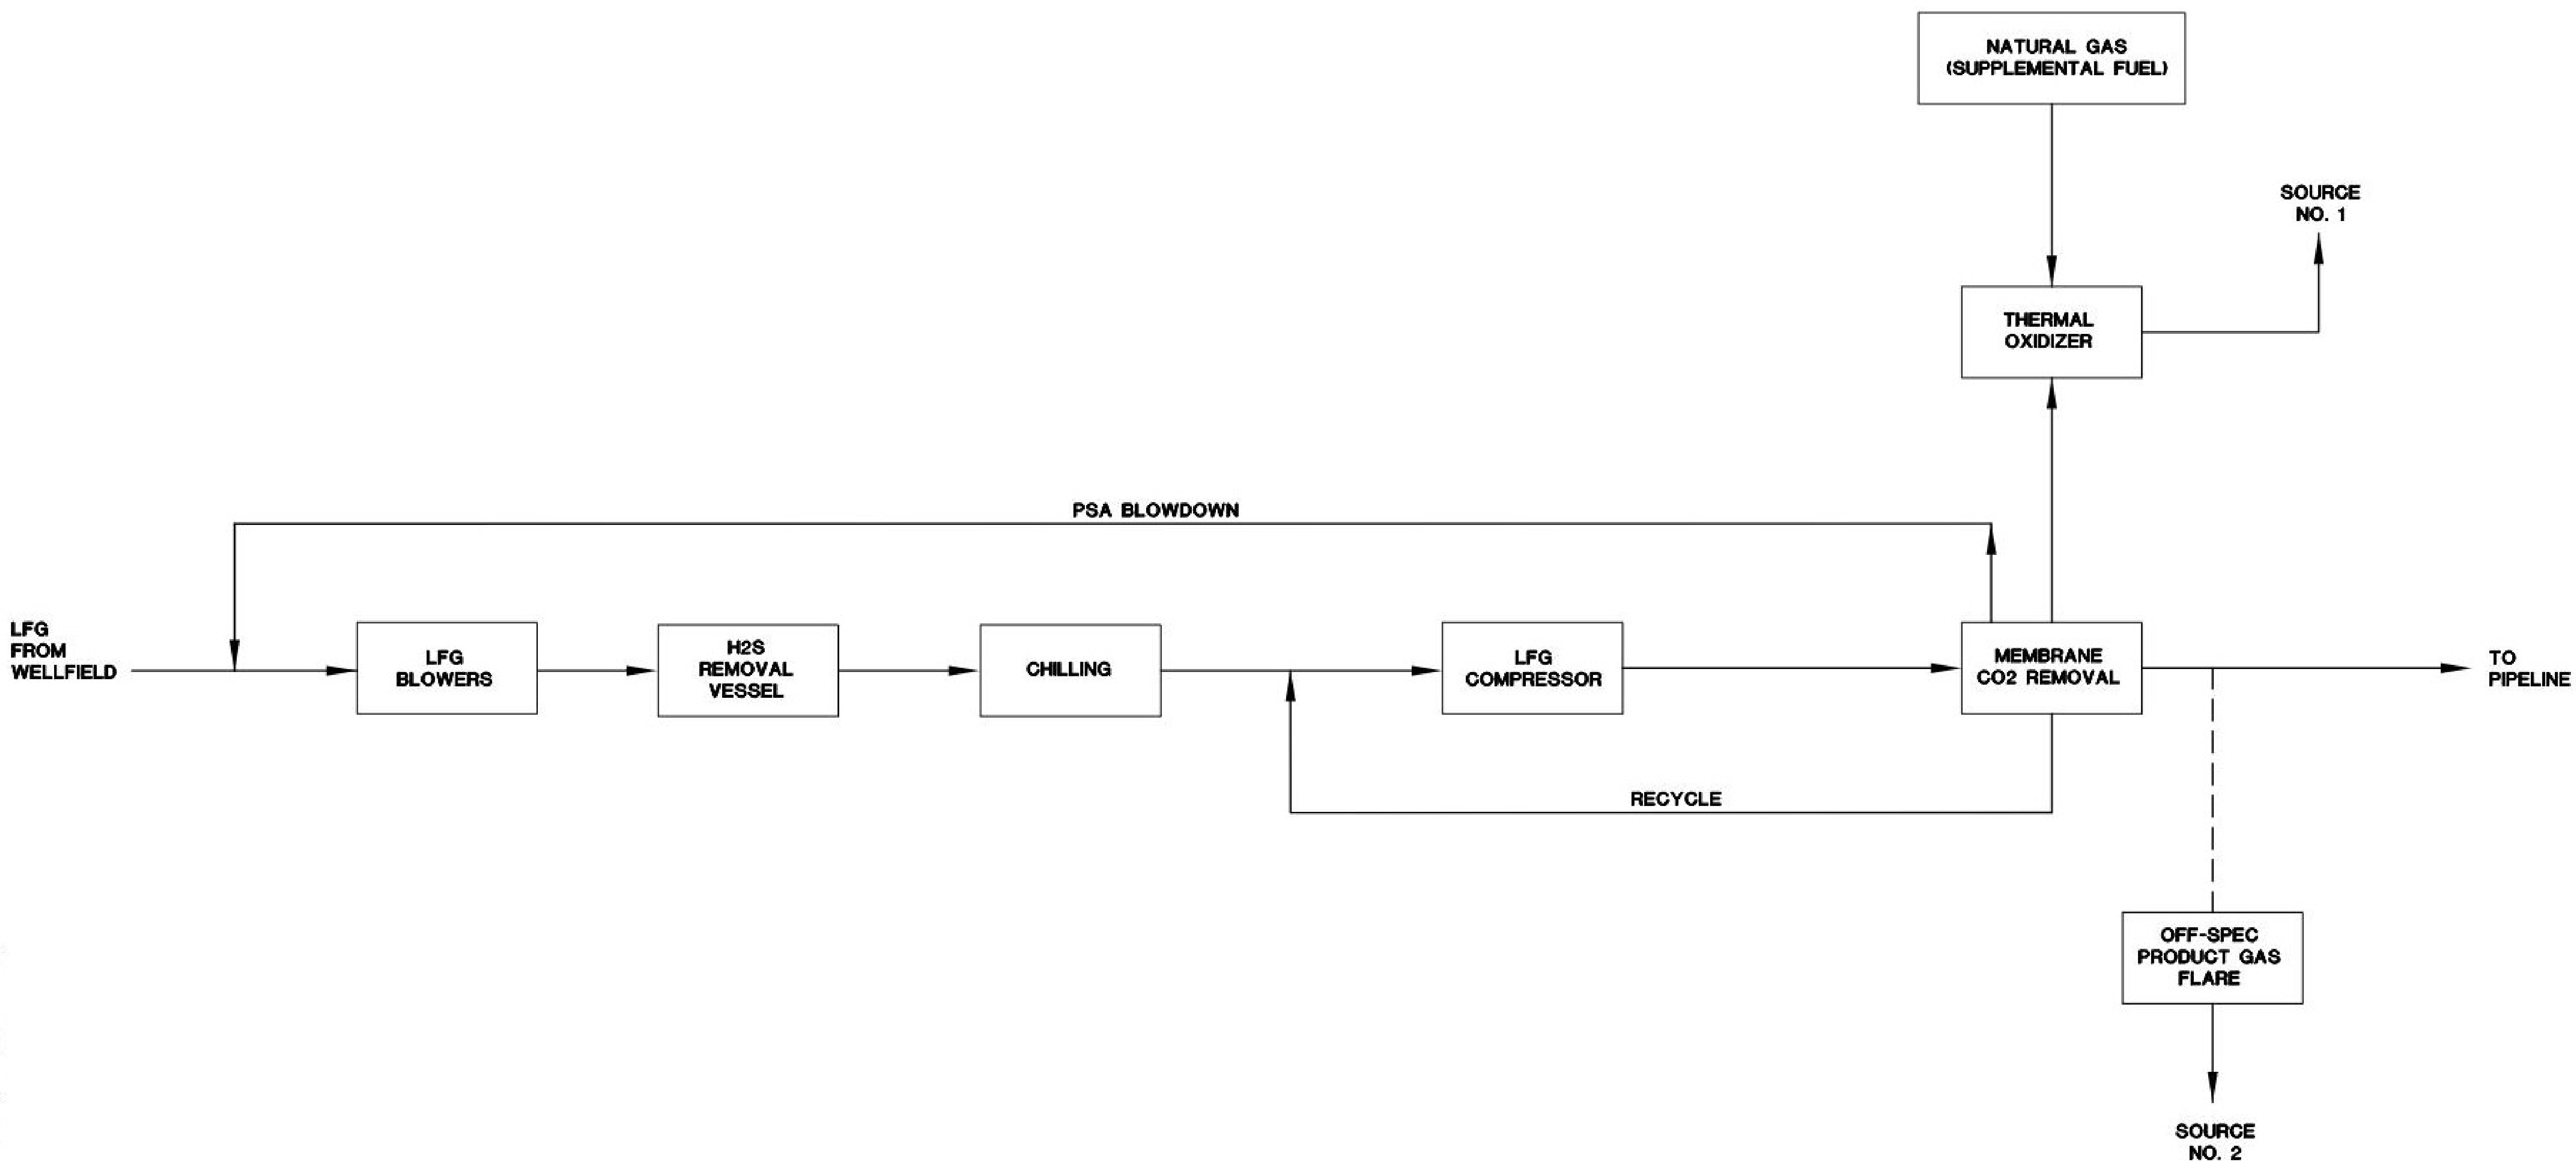 NATURAL GAS
(SUPPLEMENTAL FUEL)
SOURCE
NO. 1
THERMAL
OXIDIZER
PSA BLOWDOWN
LFG
FROM
WELLFIELD
LFG
BLOWERS
H2S
REMOVAL
VESSEL
CHILLING
LFG
COMPRESSOR
MEMBRANE
CO2 REMOVAL
TO
PIPELINE
RECYCLE
OFF-SPEC
PRODUCT GAS
FLARE
SOURCE
NO. 2